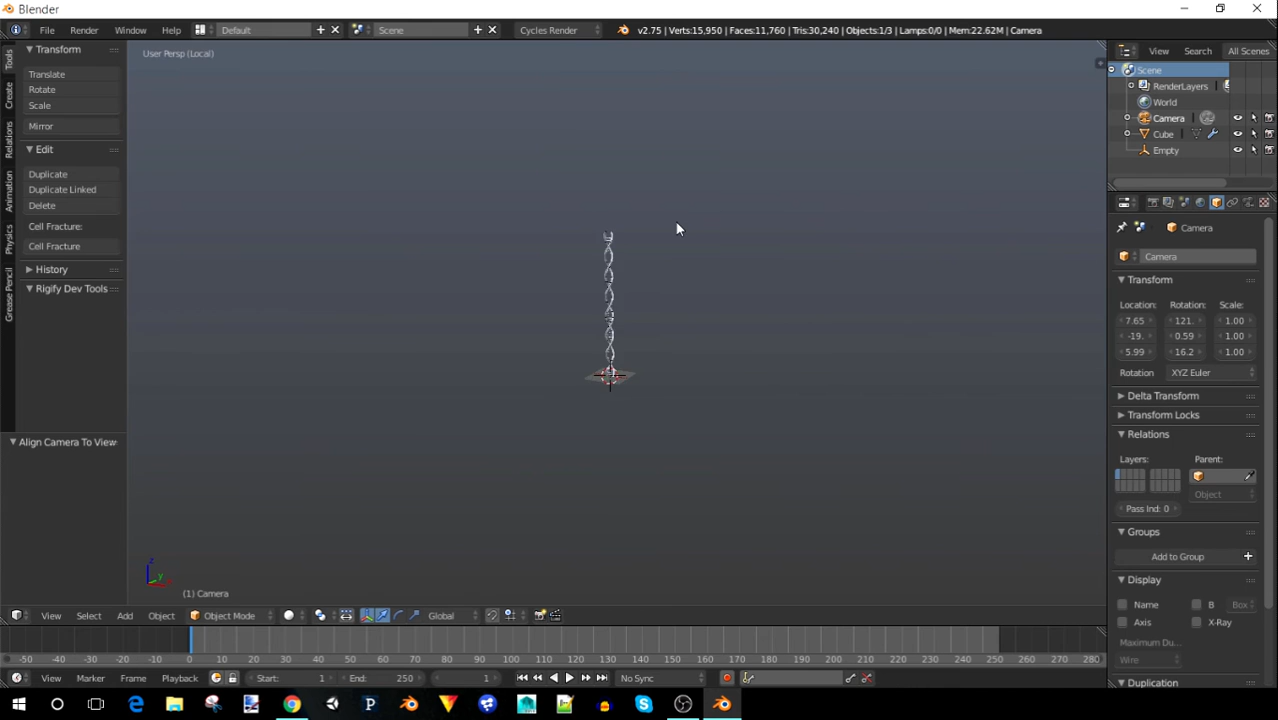 Blender
File Render Window Help Default Scene Cycles Render v2.75 | Verts:15,950 | Faces:11,760 | Tris:30,240 | Objects:1/3 | Lamps:0/0 | Mem:22.62M | Camera
Tools
Create
Relations
Animation
Physics
Grease Pencil
Transform
Translate
Rotate
Scale
Mirror
Edit
Duplicate
Duplicate Linked
Delete
Cell Fracture:
Cell Fracture
History
Rigify Dev Tools
Align Camera To View
User Persp (Local)
z
y
(1) Camera
View Select Add Object Object Mode Global
View Search All Scenes
Scene
RenderLayers
World
Camera
Cube
Empty
Camera
Camera
Transform
Location: Rotation: Scale:
7.65 121. 1.00
-19. 0.59 1.00
5.99 16.2 1.00
Rotation XYZ Euler
Delta Transform
Transform Locks
Relations
Layers: Parent:
Object
Pass Ind: 0
Groups
Add to Group
Display
Name B Box
Axis X-Ray
Maximum Du...
Wire
Duplication
-50 -40 -30 -20 -10 0 10 20 30 40 50 60 70 80 90 100 110 120 130 140 150 160 170 180 190 200 210 220 230 240 250 260 270 280
View Marker Frame Playback Start: 1 End: 250 1 No Sync